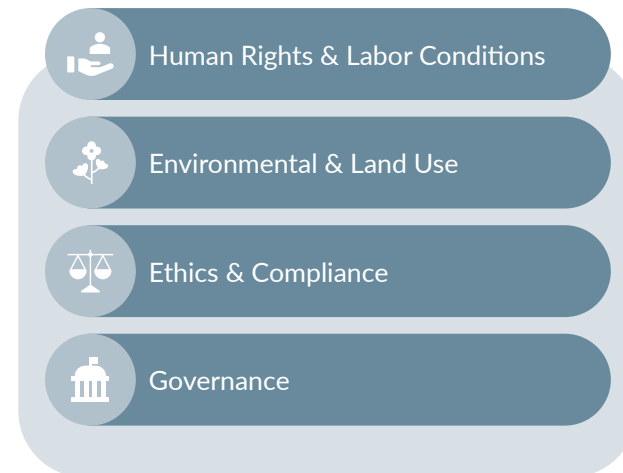 Human Rights & Labor Conditions
Environmental & Land Use
Ethics & Compliance
Governance